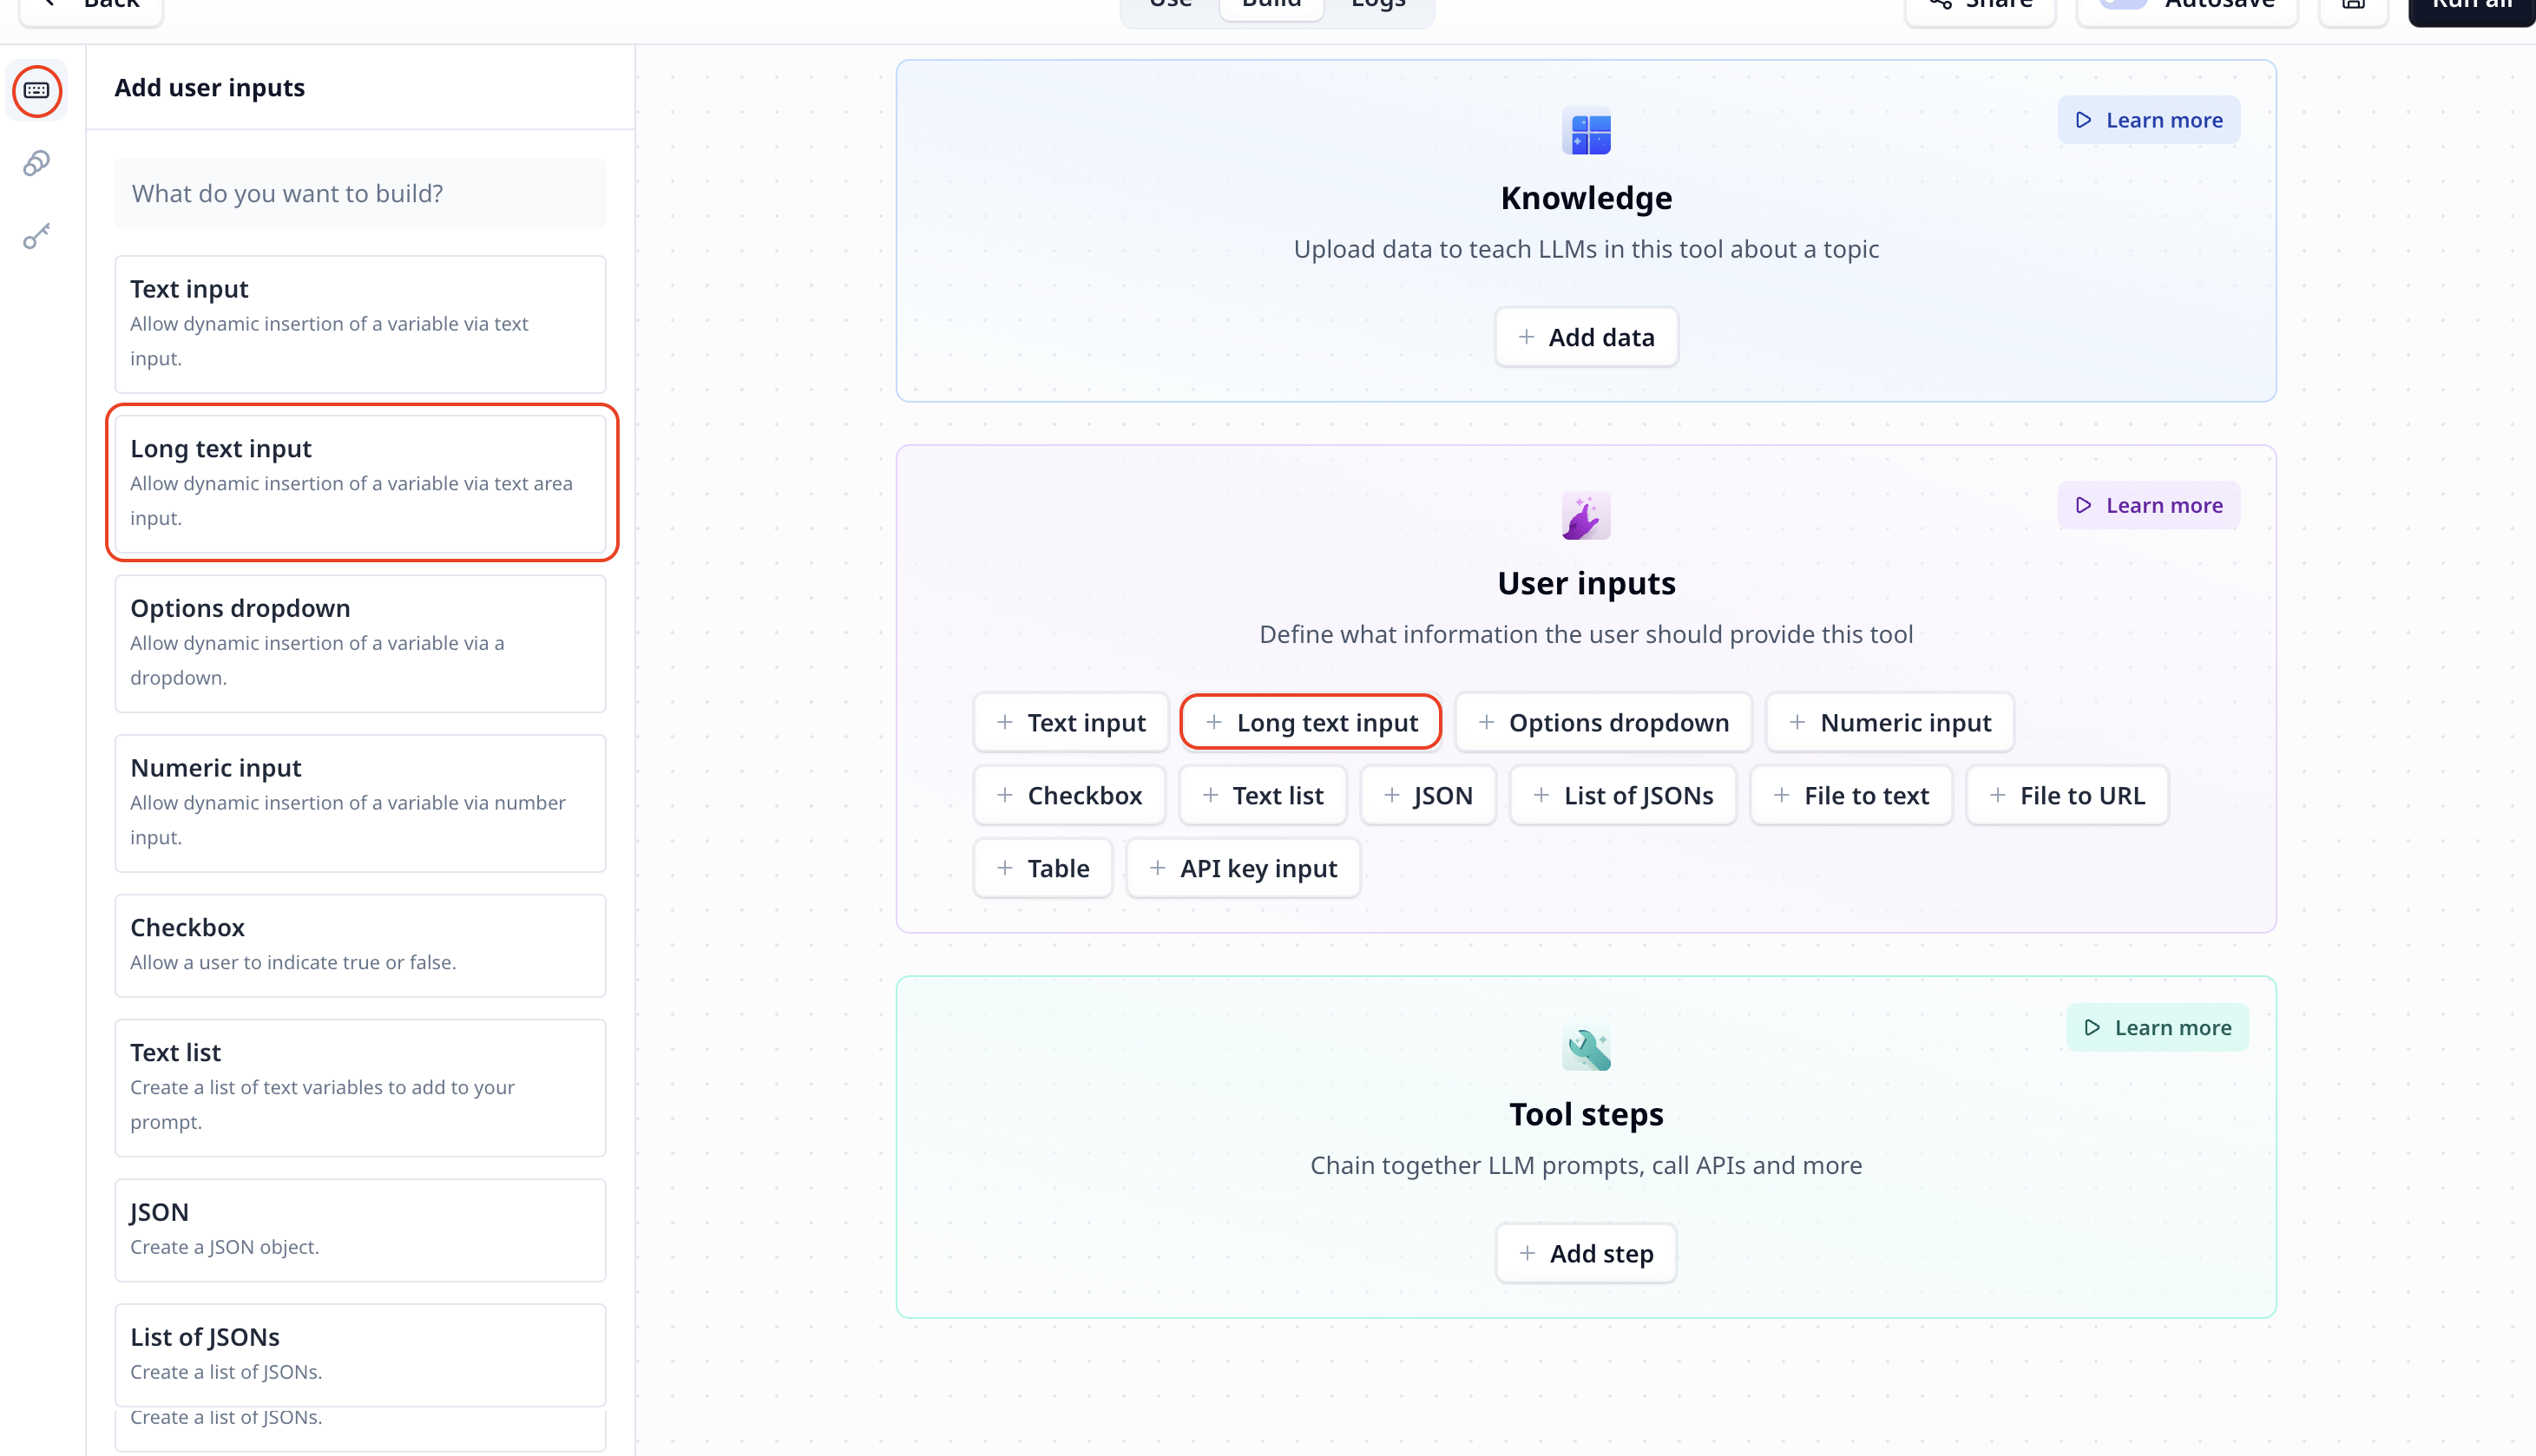 Back
Use
Build
Logs
Share
Autosave
Run all
Add user inputs
What do you want to build?
Text input
Allow dynamic insertion of a variable via text
input.
Long text input
Allow dynamic insertion of a variable via text area
input.
Options dropdown
Allow dynamic insertion of a variable via a
dropdown.
Numeric input
Allow dynamic insertion of a variable via number
input.
Checkbox
Allow a user to indicate true or false.
Text list
Create a list of text variables to add to your
prompt.
JSON
Create a JSON object.
List of JSONs
Create a list of JSONs.
Create a list of JSONs.
Learn more
Knowledge
Upload data to teach LLMs in this tool about a topic
Add data
Learn more
User inputs
Define what information the user should provide this tool
Text input
Long text input
Options dropdown
Numeric input
Checkbox
Text list
JSON
List of JSONs
File to text
File to URL
Table
API key input
Learn more
Tool steps
Chain together LLM prompts, call APIs and more
Add step